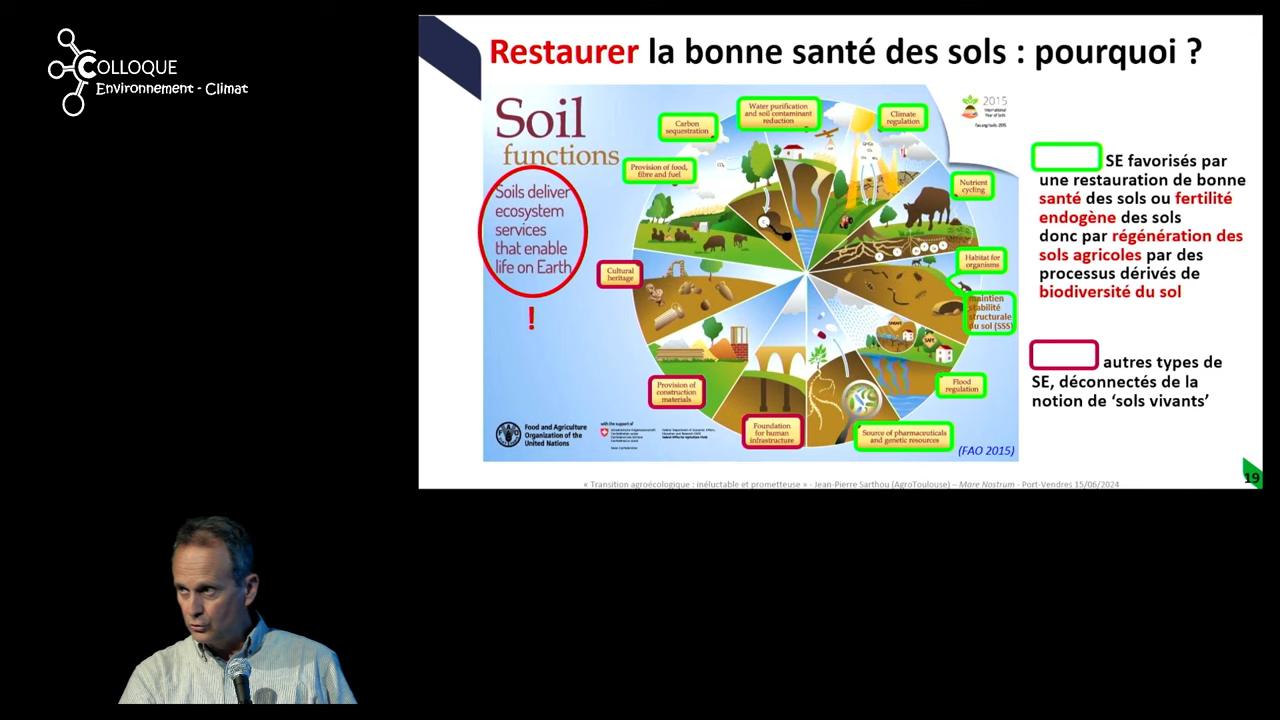 COLLOQUE
Environnement - Climat
Restaurer la bonne santé des sols : pourquoi ?
Soil
functions
Soils deliver
ecosystem
services
that enable
life on Earth
!
Carbon
sequestration
Water purification
and soil contaminant
reduction
Climate
regulation
2015
International
Year of Soils
Provision of food,
fibre and fuel
Nutrient
cycling
Habitat for
organisms
maintien
stabilité
structurale
du sol (SSS)
Cultural
heritage
Provision of
construction
materials
Foundation
for human
infrastructure
Source of pharmaceuticals
and genetic resources
Flood
regulation
Food and Agriculture
Organization of the
United Nations
with the support of
(FAO 2015)
SE favorisés par
une restauration de bonne
santé des sols ou fertilité
endogène des sols
donc par régénération des
sols agricoles par des
processus dérivés de
biodiversité du sol
autres types de
SE, déconnectés de la
notion de ‘sols vivants’
« Transition agroécologique : inéluctable et prometteuse » - Jean-Pierre Sarthou (AgroToulouse) – Mare Nostrum - Port-Vendres 15/06/2024
19